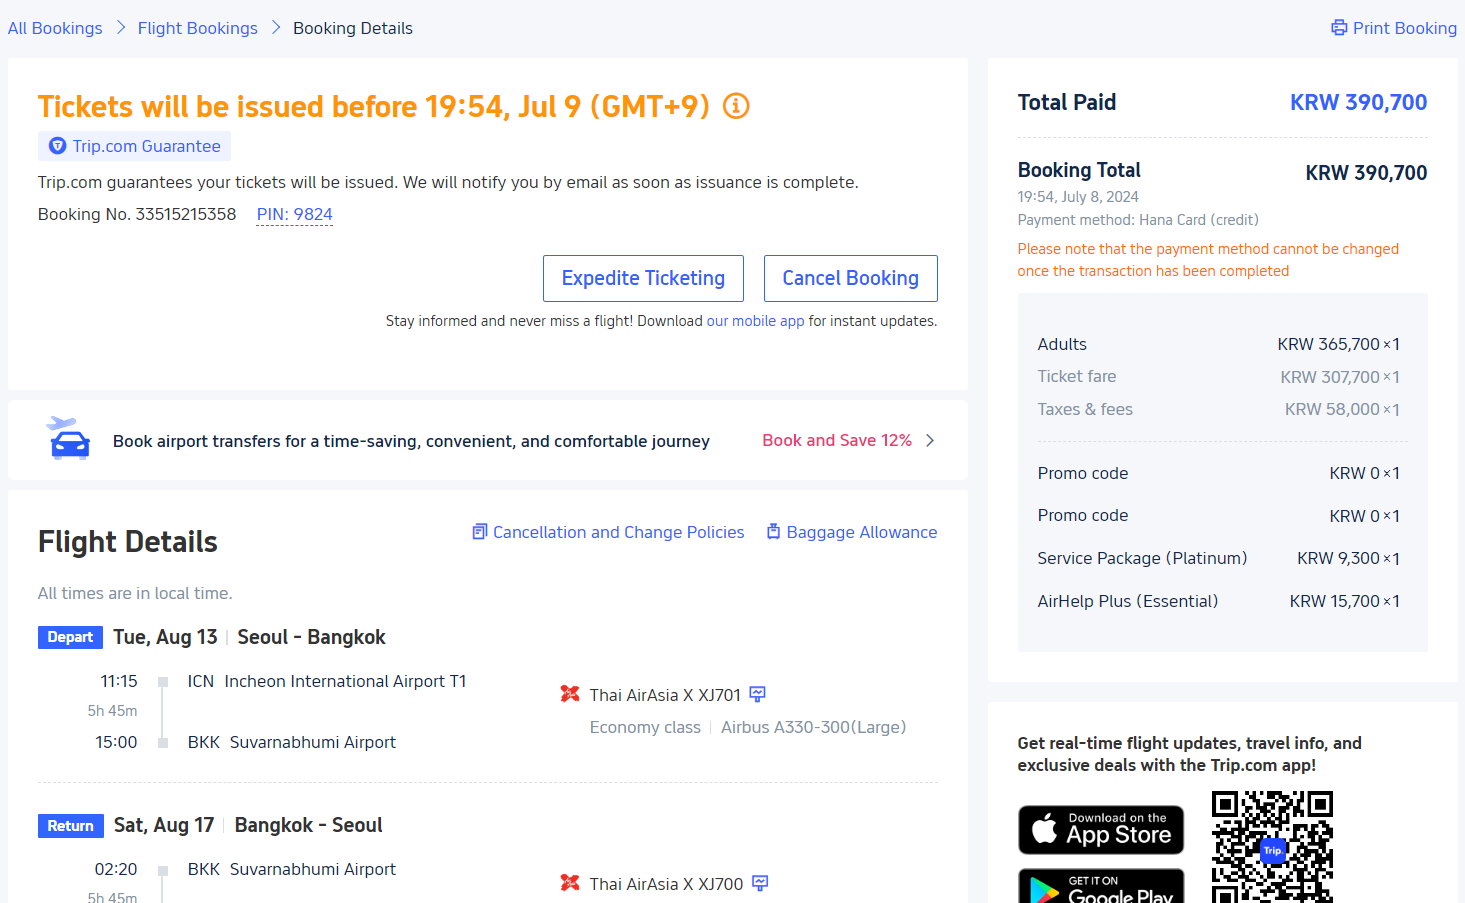 All Bookings > Flight Bookings > Booking Details
Print Booking
Tickets will be issued before 19:54, Jul 9 (GMT+9)
Trip.com Guarantee
Trip.com guarantees your tickets will be issued. We will notify you by email as soon as issuance is complete.
Booking No. 33515215358 PIN: 9824
Expedite Ticketing Cancel Booking
Stay informed and never miss a flight! Download our mobile app for instant updates.
Book airport transfers for a time-saving, convenient, and comfortable journey Book and Save 12% >
Flight Details
Cancellation and Change Policies Baggage Allowance
All times are in local time.
Depart Tue, Aug 13 | Seoul - Bangkok
11:15 ICN Incheon International Airport T1
5h 45m
15:00 BKK Suvarnabhumi Airport
Thai AirAsia X XJ701
Economy class | Airbus A330-300(Large)
Return Sat, Aug 17 | Bangkok - Seoul
02:20 BKK Suvarnabhumi Airport
5h 45m
Thai AirAsia X XJ700
Total Paid KRW 390,700
Booking Total KRW 390,700
19:54, July 8, 2024
Payment method: Hana Card (credit)
Please note that the payment method cannot be changed
once the transaction has been completed
Adults KRW 365,700×1
Ticket fare KRW 307,700×1
Taxes & fees KRW 58,000×1
Promo code KRW 0×1
Promo code KRW 0×1
Service Package (Platinum) KRW 9,300×1
AirHelp Plus (Essential) KRW 15,700×1
Get real-time flight updates, travel info, and
exclusive deals with the Trip.com app!
Download on the
App Store
GET IT ON
Google Play
Trip.